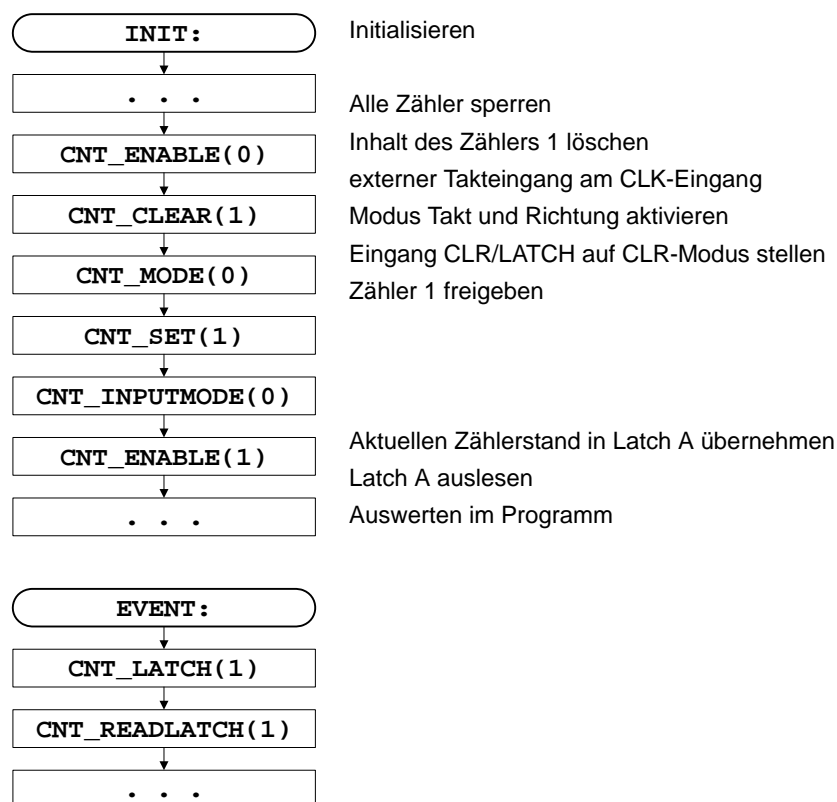 INIT:
Initialisieren
. . .
Alle Zähler sperren
CNT_ENABLE(0)
Inhalt des Zählers 1 löschen
externer Takteingang am CLK-Eingang
CNT_CLEAR(1)
Modus Takt und Richtung aktivieren
Eingang CLR/LATCH auf CLR-Modus stellen
CNT_MODE(0)
Zähler 1 freigeben
CNT_SET(1)
CNT_INPUTMODE(0)
Aktuellen Zählerstand in Latch A übernehmen
CNT_ENABLE(1)
Latch A auslesen
. . .
Auswerten im Programm
EVENT:
CNT_LATCH(1)
CNT_READLATCH(1)
. . .